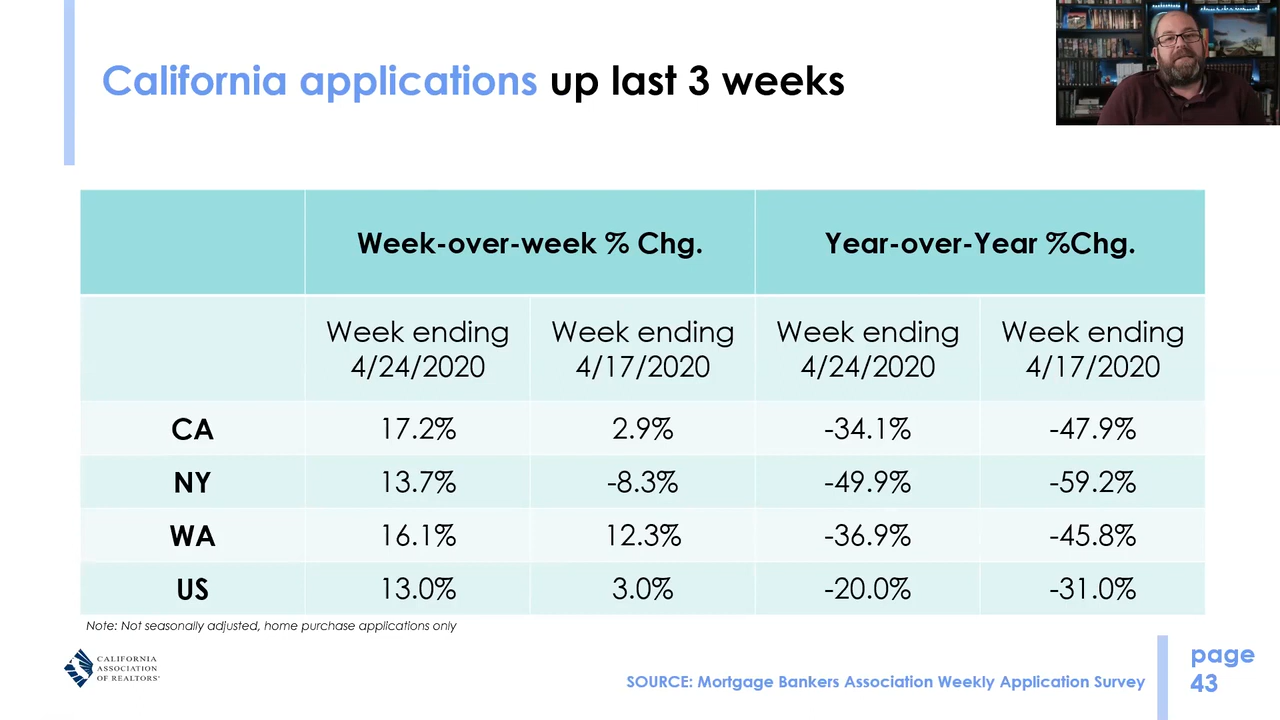 California applications up last 3 weeks
Week-over-week % Chg. Year-over-Year %Chg.
Week ending 4/24/2020 Week ending 4/17/2020 Week ending 4/24/2020 Week ending 4/17/2020
CA 17.2% 2.9% -34.1% -47.9%
NY 13.7% -8.3% -49.9% -59.2%
WA 16.1% 12.3% -36.9% -45.8%
US 13.0% 3.0% -20.0% -31.0%
Note: Not seasonally adjusted, home purchase applications only
CALIFORNIA
ASSOCIATION
OF REALTORS®
SOURCE: Mortgage Bankers Association Weekly Application Survey
page
43